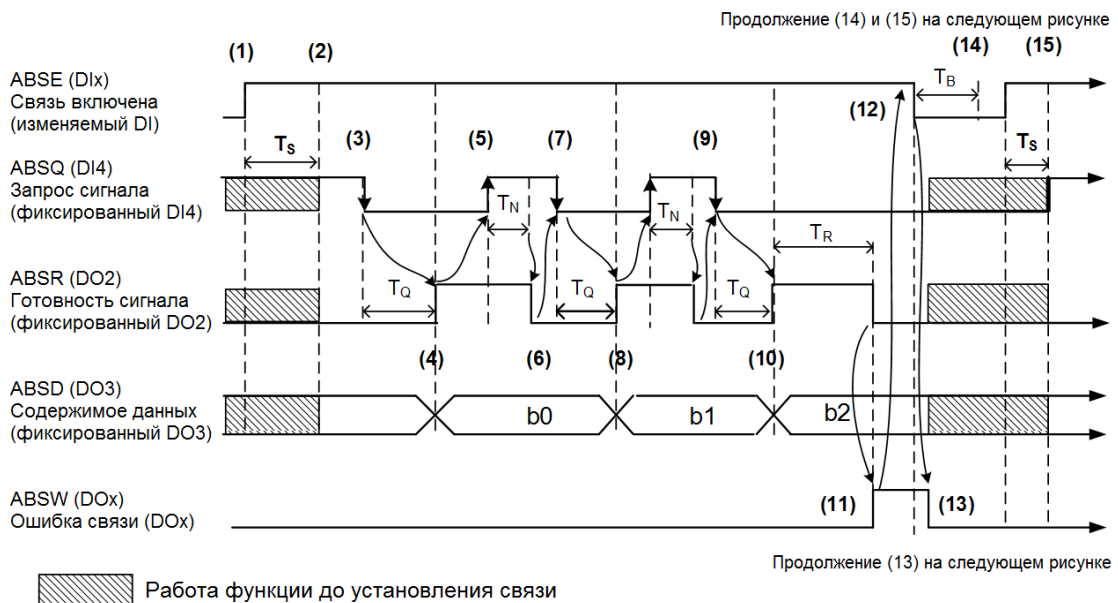 Продолжение (14) и (15) на следующем рисунке
(1) (2) (14) (15)
ABSE (DIx)
Связь включена
(изменяемый DI)
TB
(12)
TS (3) (5) (7) (9) TS
ABSQ (DI4)
Запрос сигнала
(фиксированный DI4)
TN TN
TR
ABSR (DO2)
Готовность сигнала
(фиксированный DO2)
TQ TQ TQ
(4) (6) (8) (10)
ABSD (DO3)
Содержимое данных
(фиксированный DO3)
b0 b1 b2
ABSW (DOx)
Ошибка связи (DOx)
(11) (13)
Продолжение (13) на следующем рисунке
Работа функции до установления связи